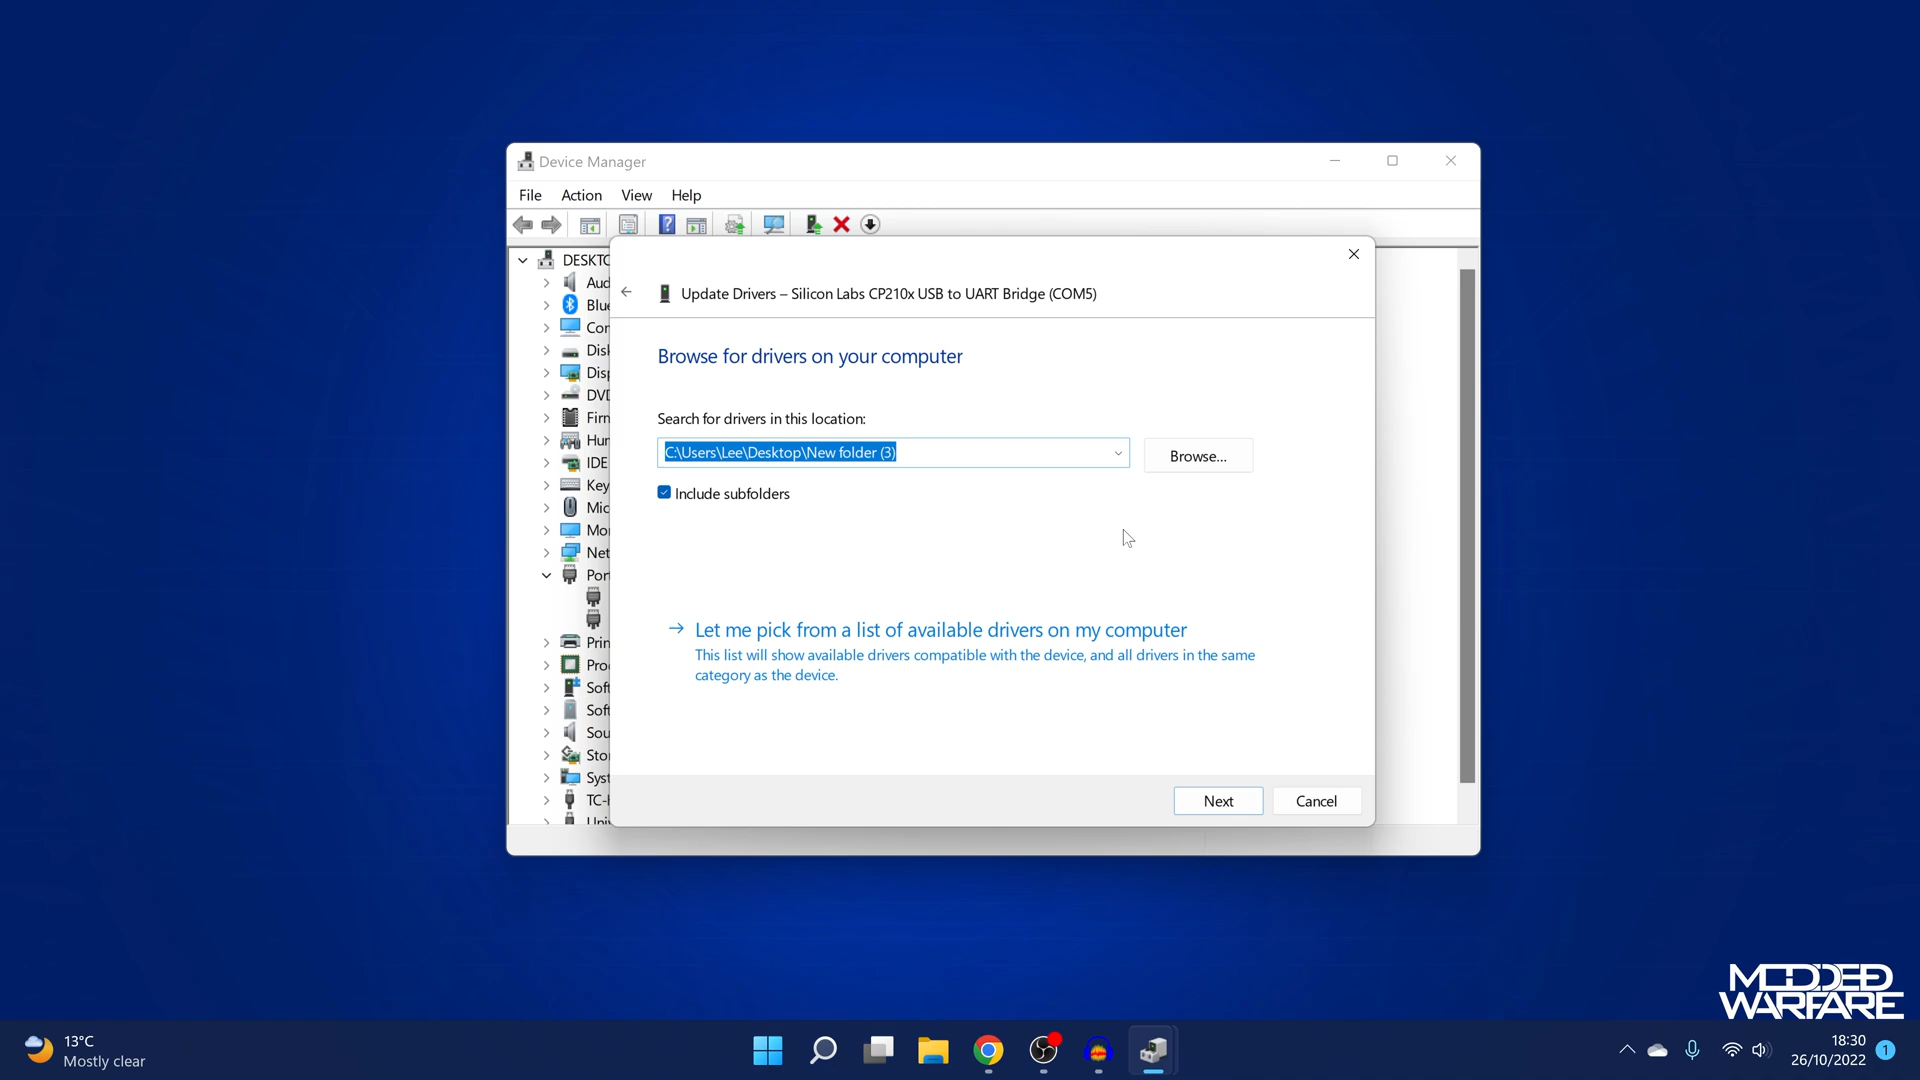 Device Manager
File Action View Help
DESKTO
Aud
Update Drivers – Silicon Labs CP210x USB to UART Bridge (COM5)
Blue
Com
Disk
Browse for drivers on your computer
Disp
DVD
Firn
Search for drivers in this location:
Hum
C:\Users\Lee\Desktop\New folder (3)
Browse...
IDE
Key
Include subfolders
Mic
Mo
Net
Port
Let me pick from a list of available drivers on my computer
This list will show available drivers compatible with the device, and all drivers in the same
category as the device.
Prin
Proc
Soft
Soft
Sou
Stor
Syst
TC-H
Next
Cancel
MODDED
WARFARE
13°C
Mostly clear
18:30
26/10/2022
1